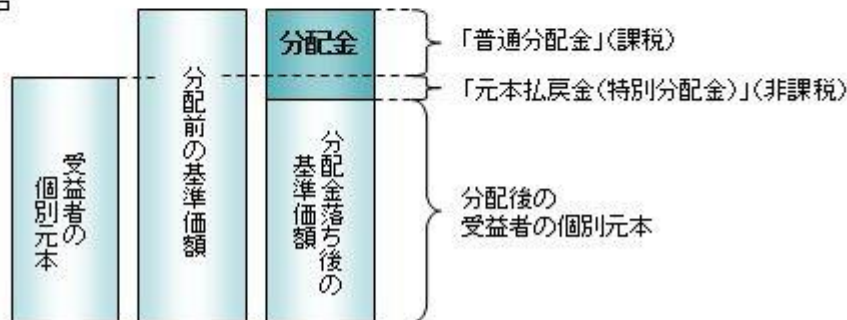 分配金
「普通分配金」(課税)
「元本払戻金(特別分配金)」(非課税)
受益者の
個別元本
分配前の基準価額
分配金落ち後の
基準価額
分配後の
受益者の個別元本